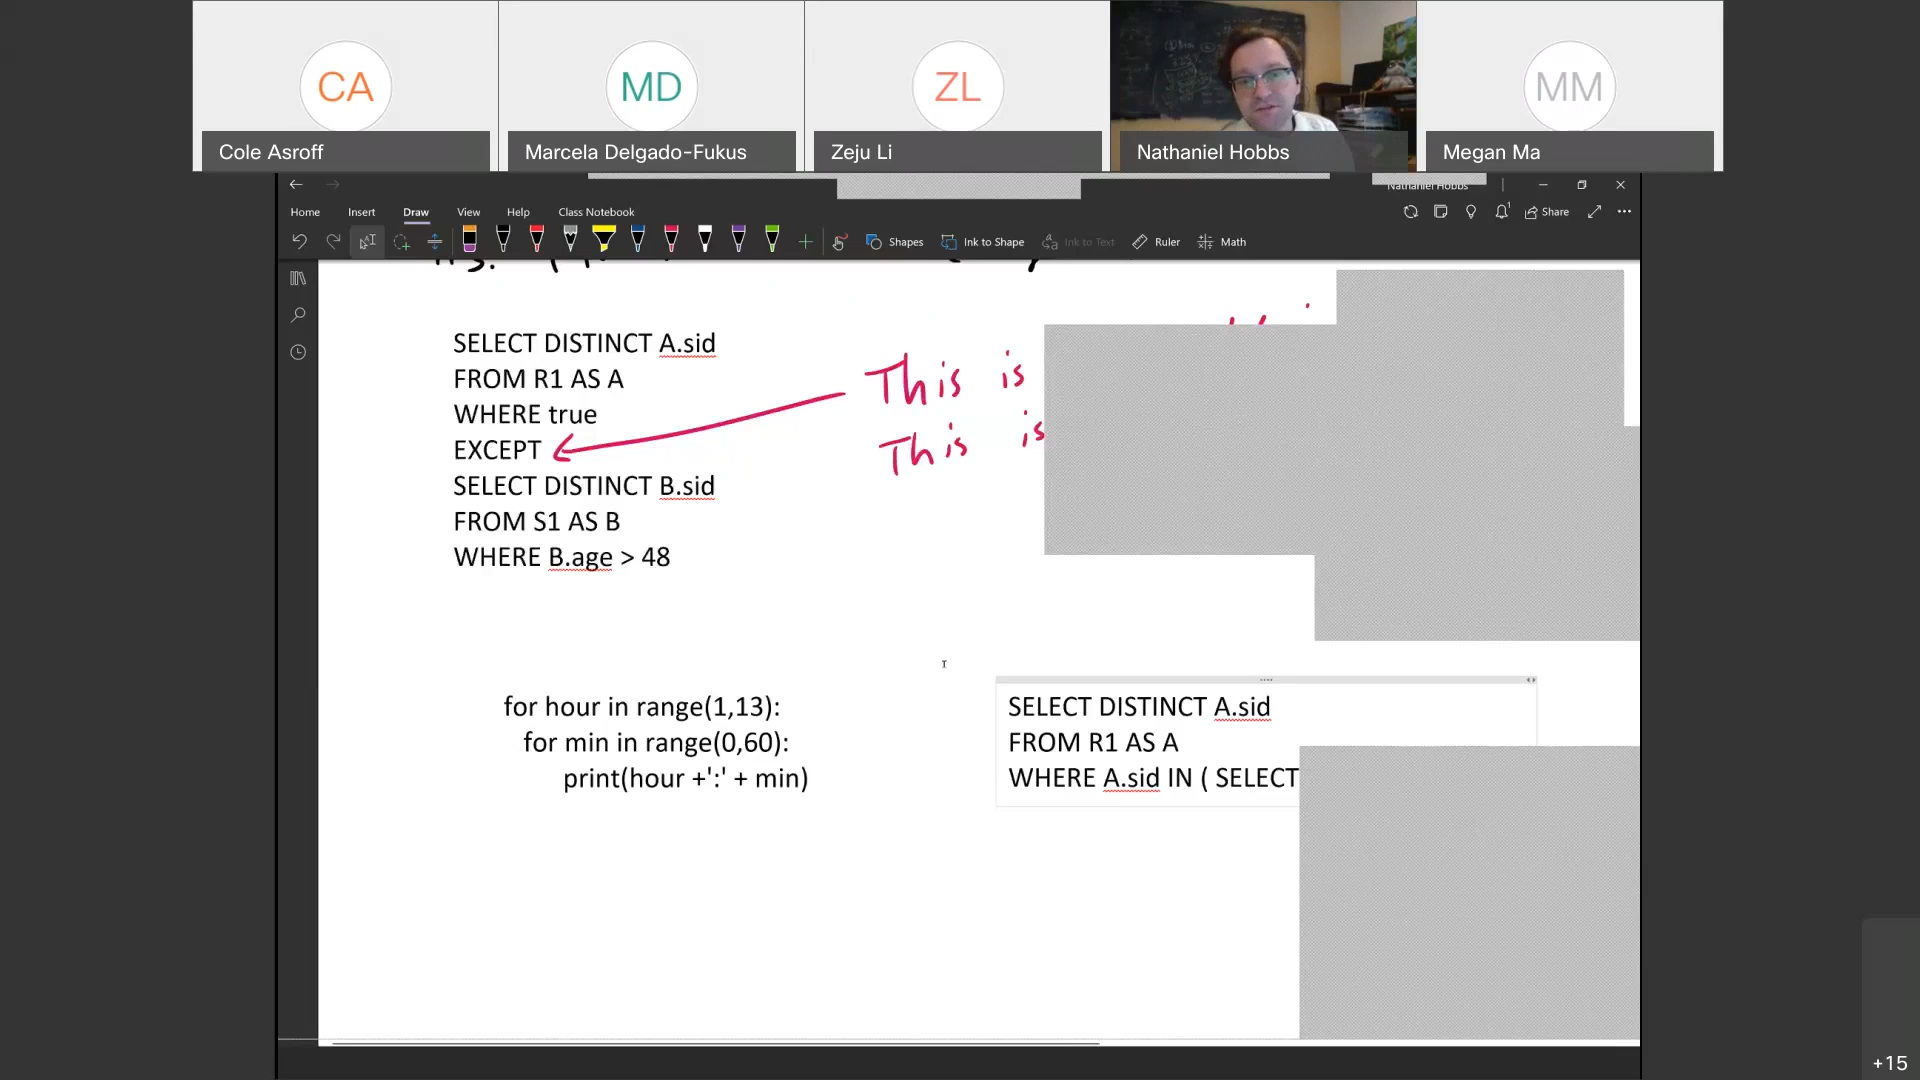 CA
MD
ZL
MM
Cole Asroff
Marcela Delgado-Fukus
Zeju Li
Nathaniel Hobbs
Megan Ma
Nathaniel Hobbs
Home Insert Draw View Help Class Notebook
Share
Shapes Ink to Shape Ink to Text Ruler Math
SELECT DISTINCT A.sid
FROM R1 AS A
WHERE true
EXCEPT
SELECT DISTINCT B.sid
FROM S1 AS B
WHERE B.age > 48
This is
This is
for hour in range(1,13):
for min in range(0,60):
print(hour +':' + min)
SELECT DISTINCT A.sid
FROM R1 AS A
WHERE A.sid IN ( SELECT
+15